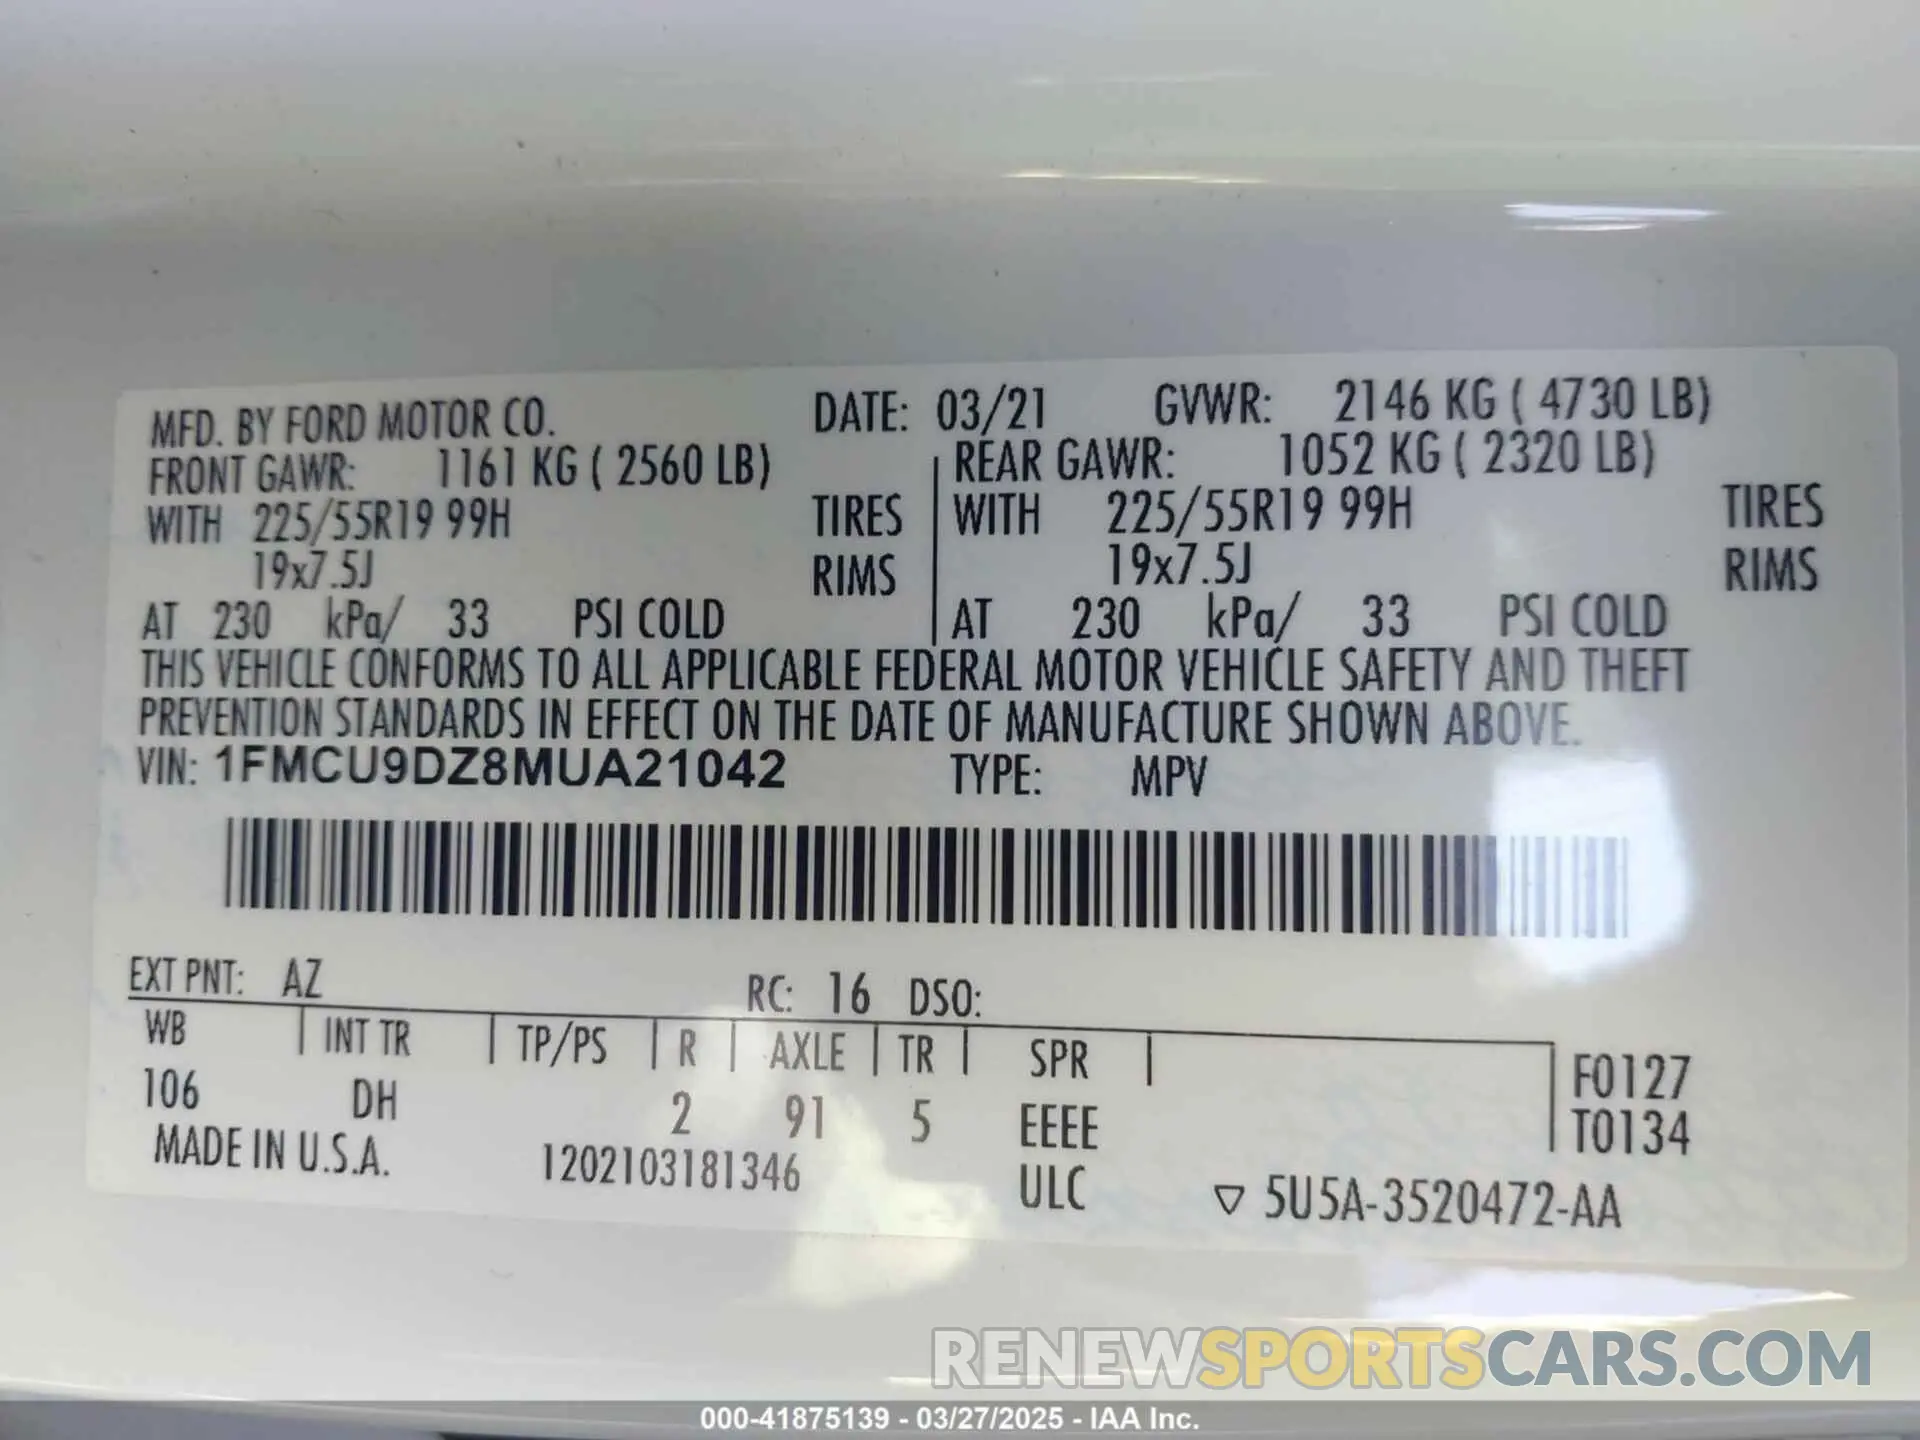 MFD. BY FORD MOTOR CO. DATE: 03/21 GVWR: 2146 KG ( 4730 LB)
FRONT GAWR: 1161 KG ( 2560 LB) REAR GAWR: 1052 KG ( 2320 LB)
WITH 225/55R19 99H TIRES WITH 225/55R19 99H TIRES
19x7.5J RIMS 19x7.5J RIMS
AT 230 kPa/ 33 PSI COLD AT 230 kPa/ 33 PSI COLD
THIS VEHICLE CONFORMS TO ALL APPLICABLE FEDERAL MOTOR VEHICLE SAFETY AND THEFT
PREVENTION STANDARDS IN EFFECT ON THE DATE OF MANUFACTURE SHOWN ABOVE.
VIN: 1FMCU9DZ8MUA21042 TYPE: MPV
EXT PNT: AZ RC: 16 DSO:
WB INT TR TP/PS R AXLE TR SPR F0127
106 DH 2 91 5 EEEE T0134
MADE IN U.S.A. 1202103181346 ULC ▽ 5U5A-3520472-AA
RENEWSPORTSCARS.COM
000-41875139 - 03/27/2025 - IAA Inc.